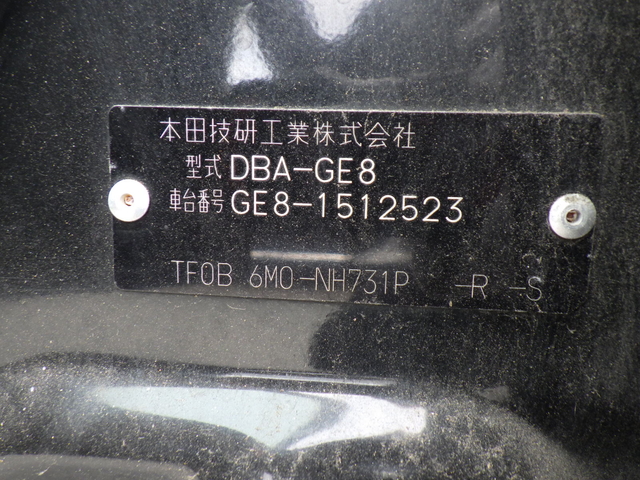 本田技研工業株式会社
型式 DBA-GE8
車台番号 GE8-1512523
TF0B 6M0-NH731P -R -S